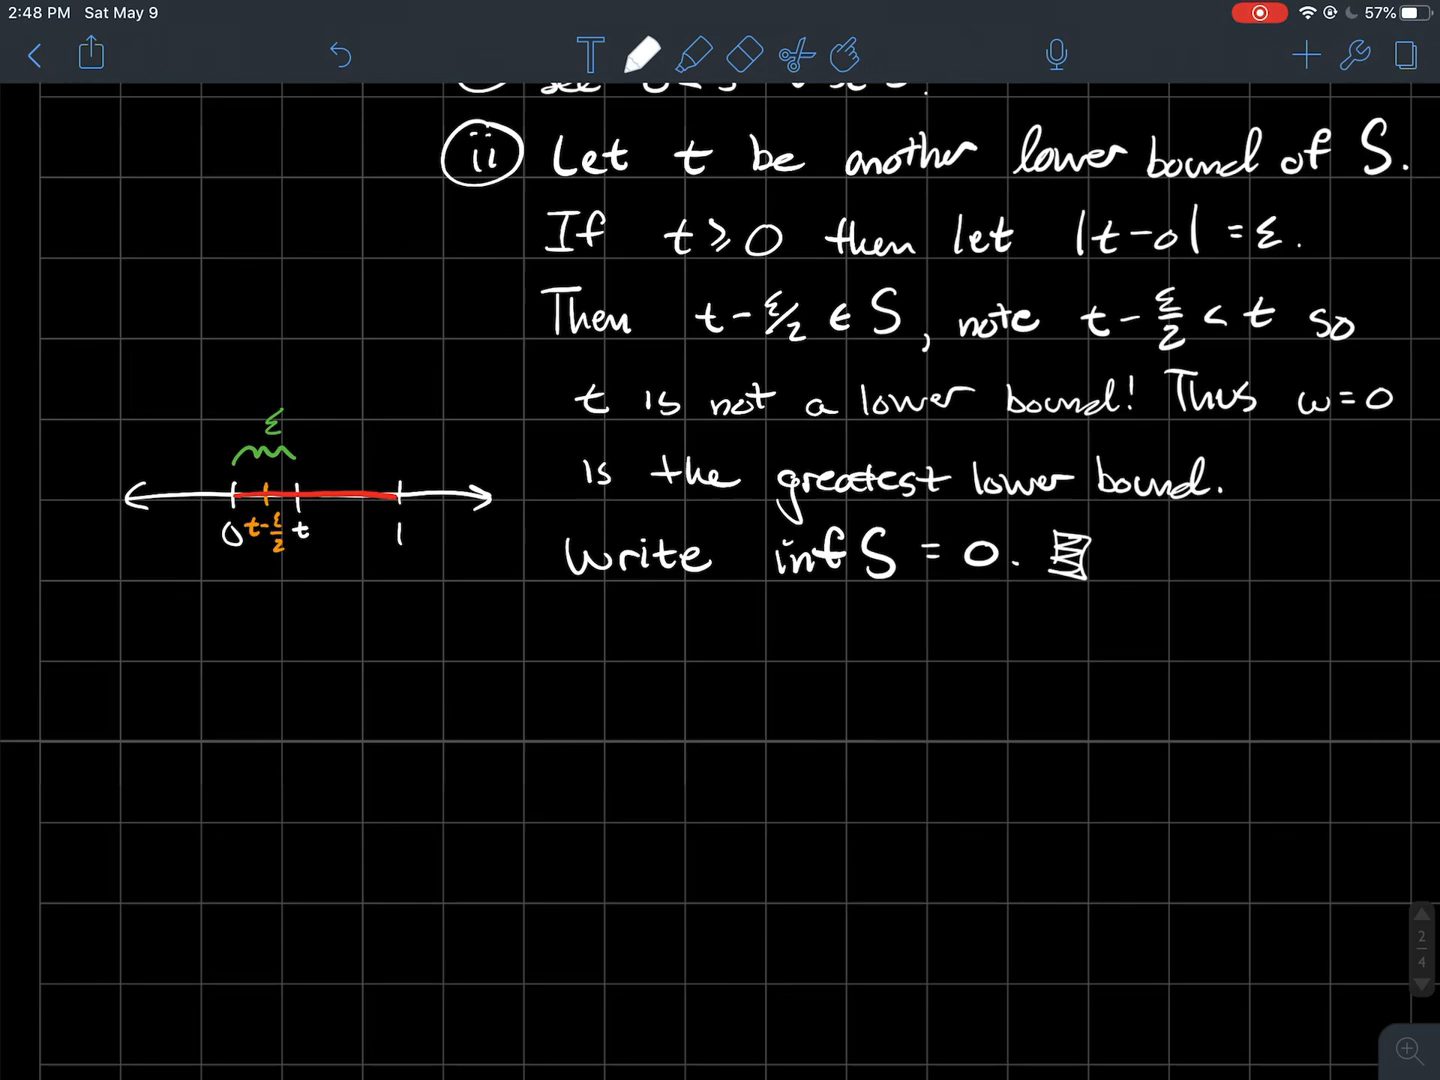 2:48 PM Sat May 9
57%
T
ii Let t be another lower bound of S.
If t ≥ 0 then let |t-0| = ε.
Then t - ε/2 ∈ S, note t - ε/2 < t so
t is not a lower bound! Thus w=0
is the greatest lower bound.
ε
0 t-ε/2 t 1
Write inf S = 0.
2
4